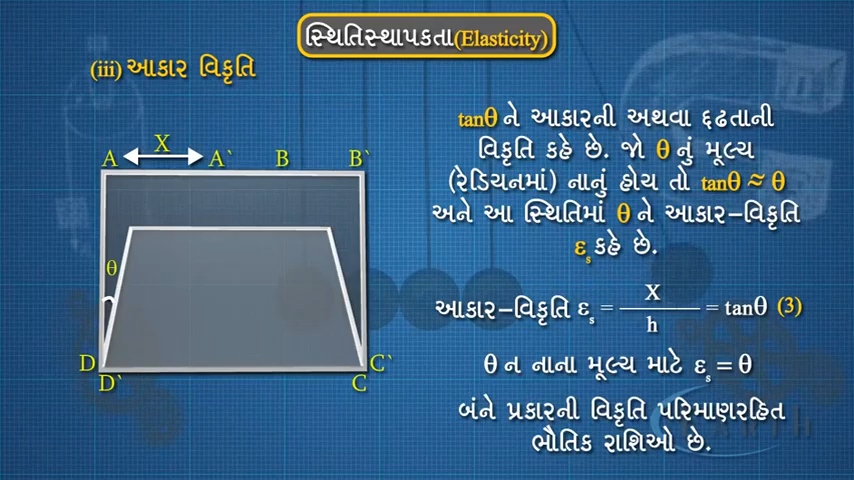 સ્થિતિસ્થાપકતા(Elasticity)
(iii) આકાર વિકૃતિ
A X A` B B`
θ
D C`
D` C
tanθ ને આકારની અથવા દૃઢતાની
વિકૃતિ કહે છે. જો θ નું મૂલ્ય
(રેડિયનમાં) નાનું હોય તો tanθ ≈ θ
અને આ સ્થિતિમાં θ ને આકાર–વિકૃતિ
εs કહે છે.
આકાર–વિકૃતિ εs = X / h = tanθ (3)
θ ન નાના મૂલ્ય માટે εs = θ
બંને પ્રકારની વિકૃતિ પરિમાણરહિત
ભૌતિક રાશિઓ છે.